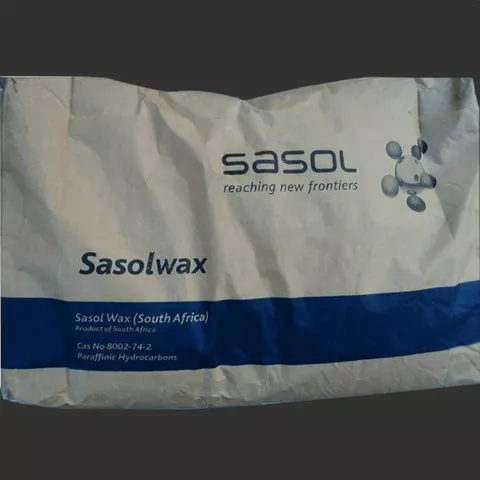 sasol
reaching new frontiers
Sasolwax
Sasol Wax (South Africa)
Product of South Africa
Cas No 8002-74-2
Paraffinic Hydrocarbons